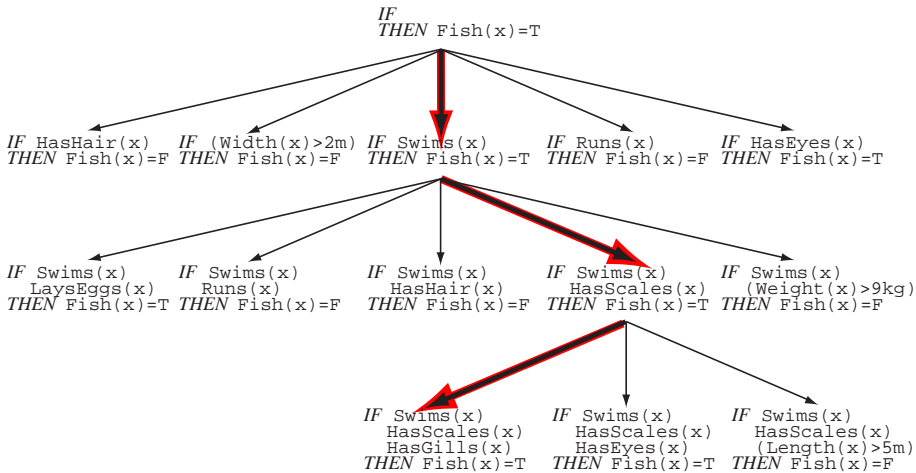 IF
THEN Fish(x)=T
IF HasHair(x)
THEN Fish(x)=F
IF (Width(x)>2m)
THEN Fish(x)=F
IF Swims(x)
THEN Fish(x)=T
IF Runs(x)
THEN Fish(x)=F
IF HasEyes(x)
THEN Fish(x)=T
IF Swims(x)
LaysEggs(x)
THEN Fish(x)=T
IF Swims(x)
Runs(x)
THEN Fish(x)=F
IF Swims(x)
HasHair(x)
THEN Fish(x)=F
IF Swims(x)
HasScales(x)
THEN Fish(x)=T
IF Swims(x)
(Weight(x)>9kg)
THEN Fish(x)=F
IF Swims(x)
HasScales(x)
HasGills(x)
THEN Fish(x)=T
IF Swims(x)
HasScales(x)
HasEyes(x)
THEN Fish(x)=T
IF Swims(x)
HasScales(x)
(Length(x)>5m)
THEN Fish(x)=F